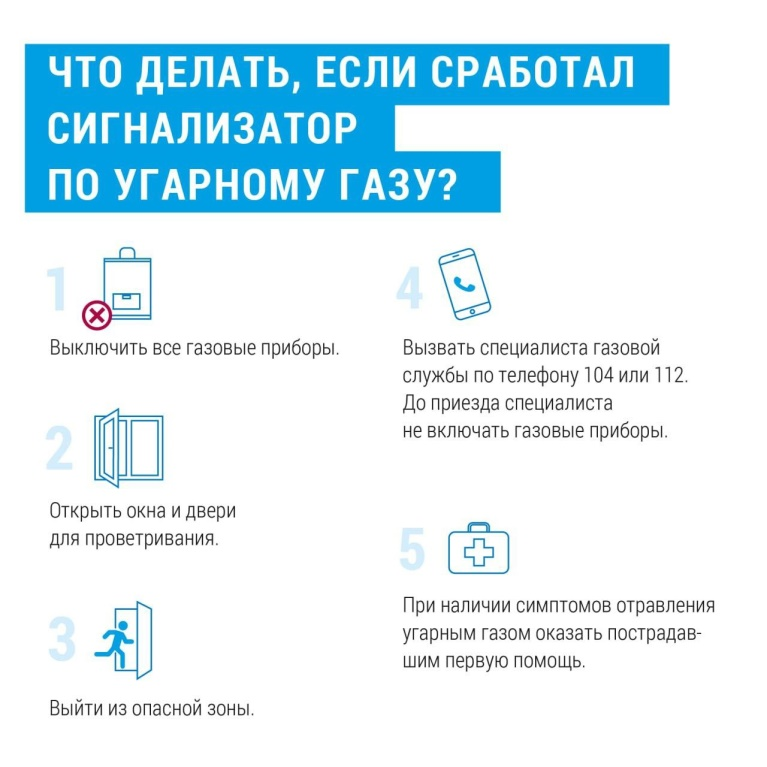 ЧТО ДЕЛАТЬ, ЕСЛИ СРАБОТАЛ
СИГНАЛИЗАТОР
ПО УГАРНОМУ ГАЗУ?
1
Выключить все газовые приборы.
2
Открыть окна и двери
для проветривания.
3
Выйти из опасной зоны.
4
Вызвать специалиста газовой
службы по телефону 104 или 112.
До приезда специалиста
не включать газовые приборы.
5
При наличии симптомов отравления
угарным газом оказать пострадав-
шим первую помощь.